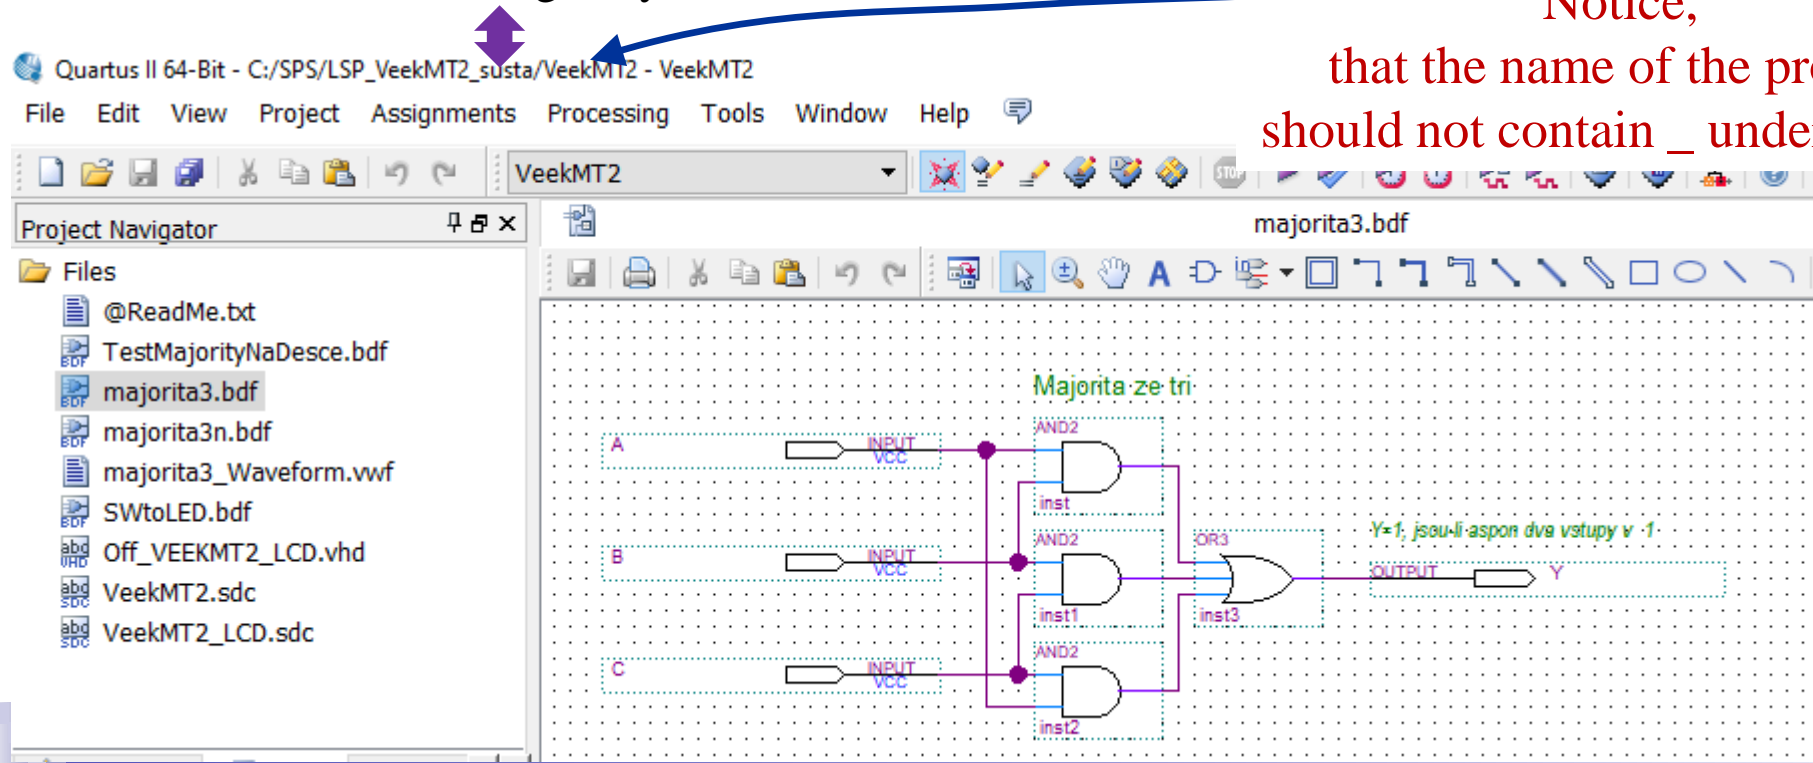 Notice,
that the name of the pr
should not contain _ unde
Quartus II 64-Bit - C:/SPS/LSP_VeekMT2_susta/VeekMT2 - VeekMT2
File Edit View Project Assignments Processing Tools Window Help
VeekMT2
STOP
Project Navigator
majorita3.bdf
Files
@ReadMe.txt
TestMajorityNaDesce.bdf
majorita3.bdf
majorita3n.bdf
majorita3_Waveform.vwf
SWtoLED.bdf
Off_VEEKMT2_LCD.vhd
VeekMT2.sdc
VeekMT2_LCD.sdc
Majorita ze tri
A INPUT VCC
AND2
inst
B INPUT VCC
AND2
inst1
C INPUT VCC
AND2
inst2
OR3
inst3
Y=1, jsou-li aspon dva vstupy v 1
OUTPUT Y